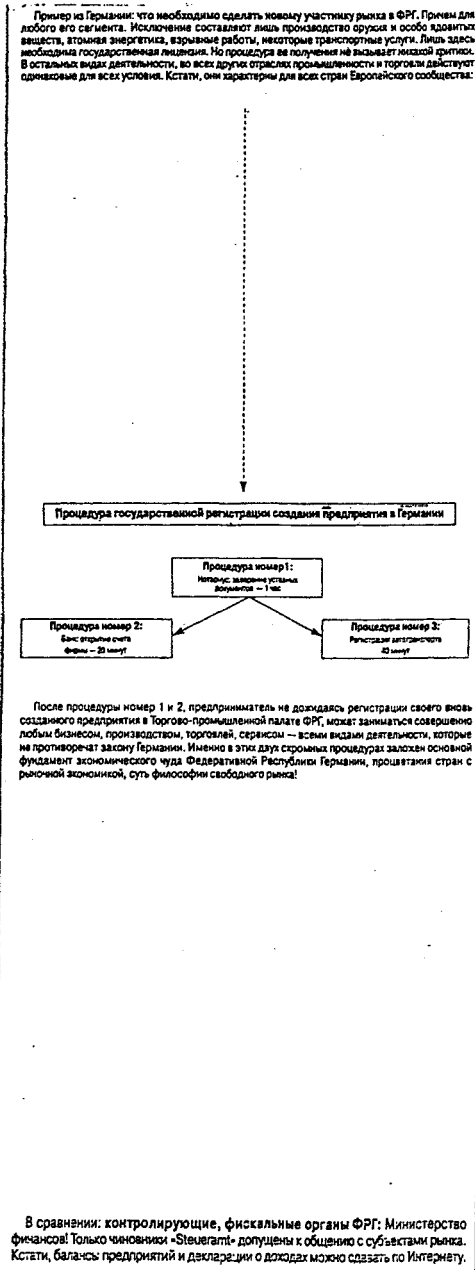 Пример из Германии: что необходимо сделать новому участнику рынка в ФРГ. Причем для
любого его сегмента. Исключение составляют лишь производство оружия и особо ядовитых
веществ, атомная энергетика, взрывные работы, некоторые транспортные услуги. Лишь здесь
необходима государственная лицензия. Но процедура ее получения не вызывает никакой критики.
В остальных видах деятельности, во всех других отраслях промышленности и торговли действуют
одинаковые для всех условия. Кстати, они характерны для всех стран Европейского сообщества:
Процедура государственной регистрации создания предприятия в Германии
Процедура номер 1:
Нотариус: заверение уставных
документов — 1 час
Процедура номер 2:
Банк: открытие счета
фирмы — 20 минут
Процедура номер 3:
Регистрация автотранспорта
40 минут
После процедуры номер 1 и 2, предприниматель не дожидаясь регистрации своего вновь
созданного предприятия в Торгово-промышленной палате ФРГ, может заниматься совершенно
любым бизнесом, производством, торговлей, сервисом — всеми видами деятельности, которые
не противоречат закону Германии. Именно в этих двух скромных процедурах заложен основной
фундамент экономического чуда Федеративной Республики Германии, процветания стран с
рыночной экономикой, суть философии свободного рынка!
В сравнении: контролирующие, фискальные органы ФРГ: Министерство
финансов! Только чиновники «Steueramt» допущены к общению с субъектами рынка.
Кстати, балансы предприятий и декларации о доходах можно сдавать по Интернету.